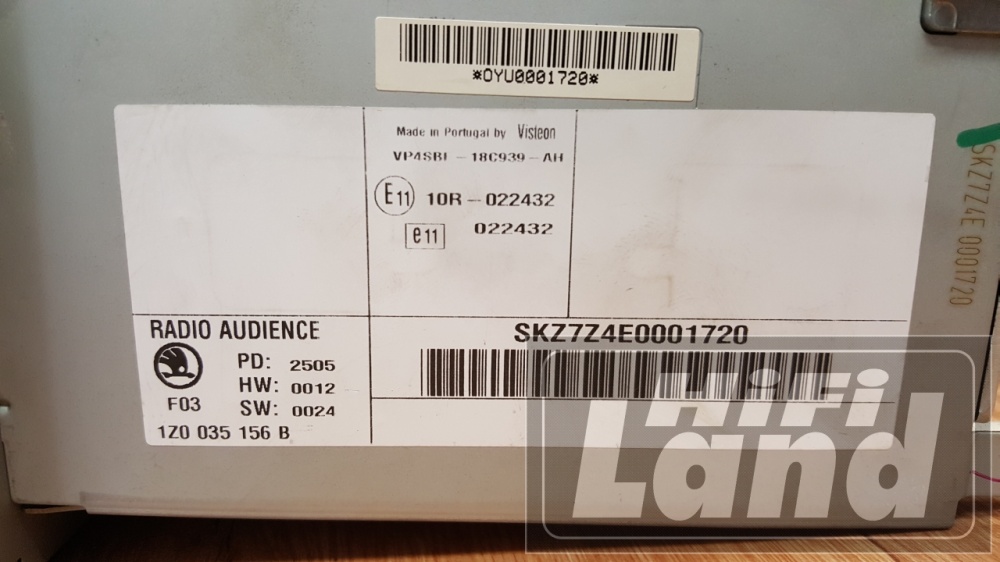 *OYU0001720*
Made in Portugal by Visteon
VP4SBI - 18C939-AH
E11 10R-022432
e11 022432
RADIO AUDIENCE
PD: 2505
HW: 0012
F03 SW: 0024
1Z0 035 156 B
SKZ7Z4E0001720
SKZ7Z4E 0001720
HiFi
Land